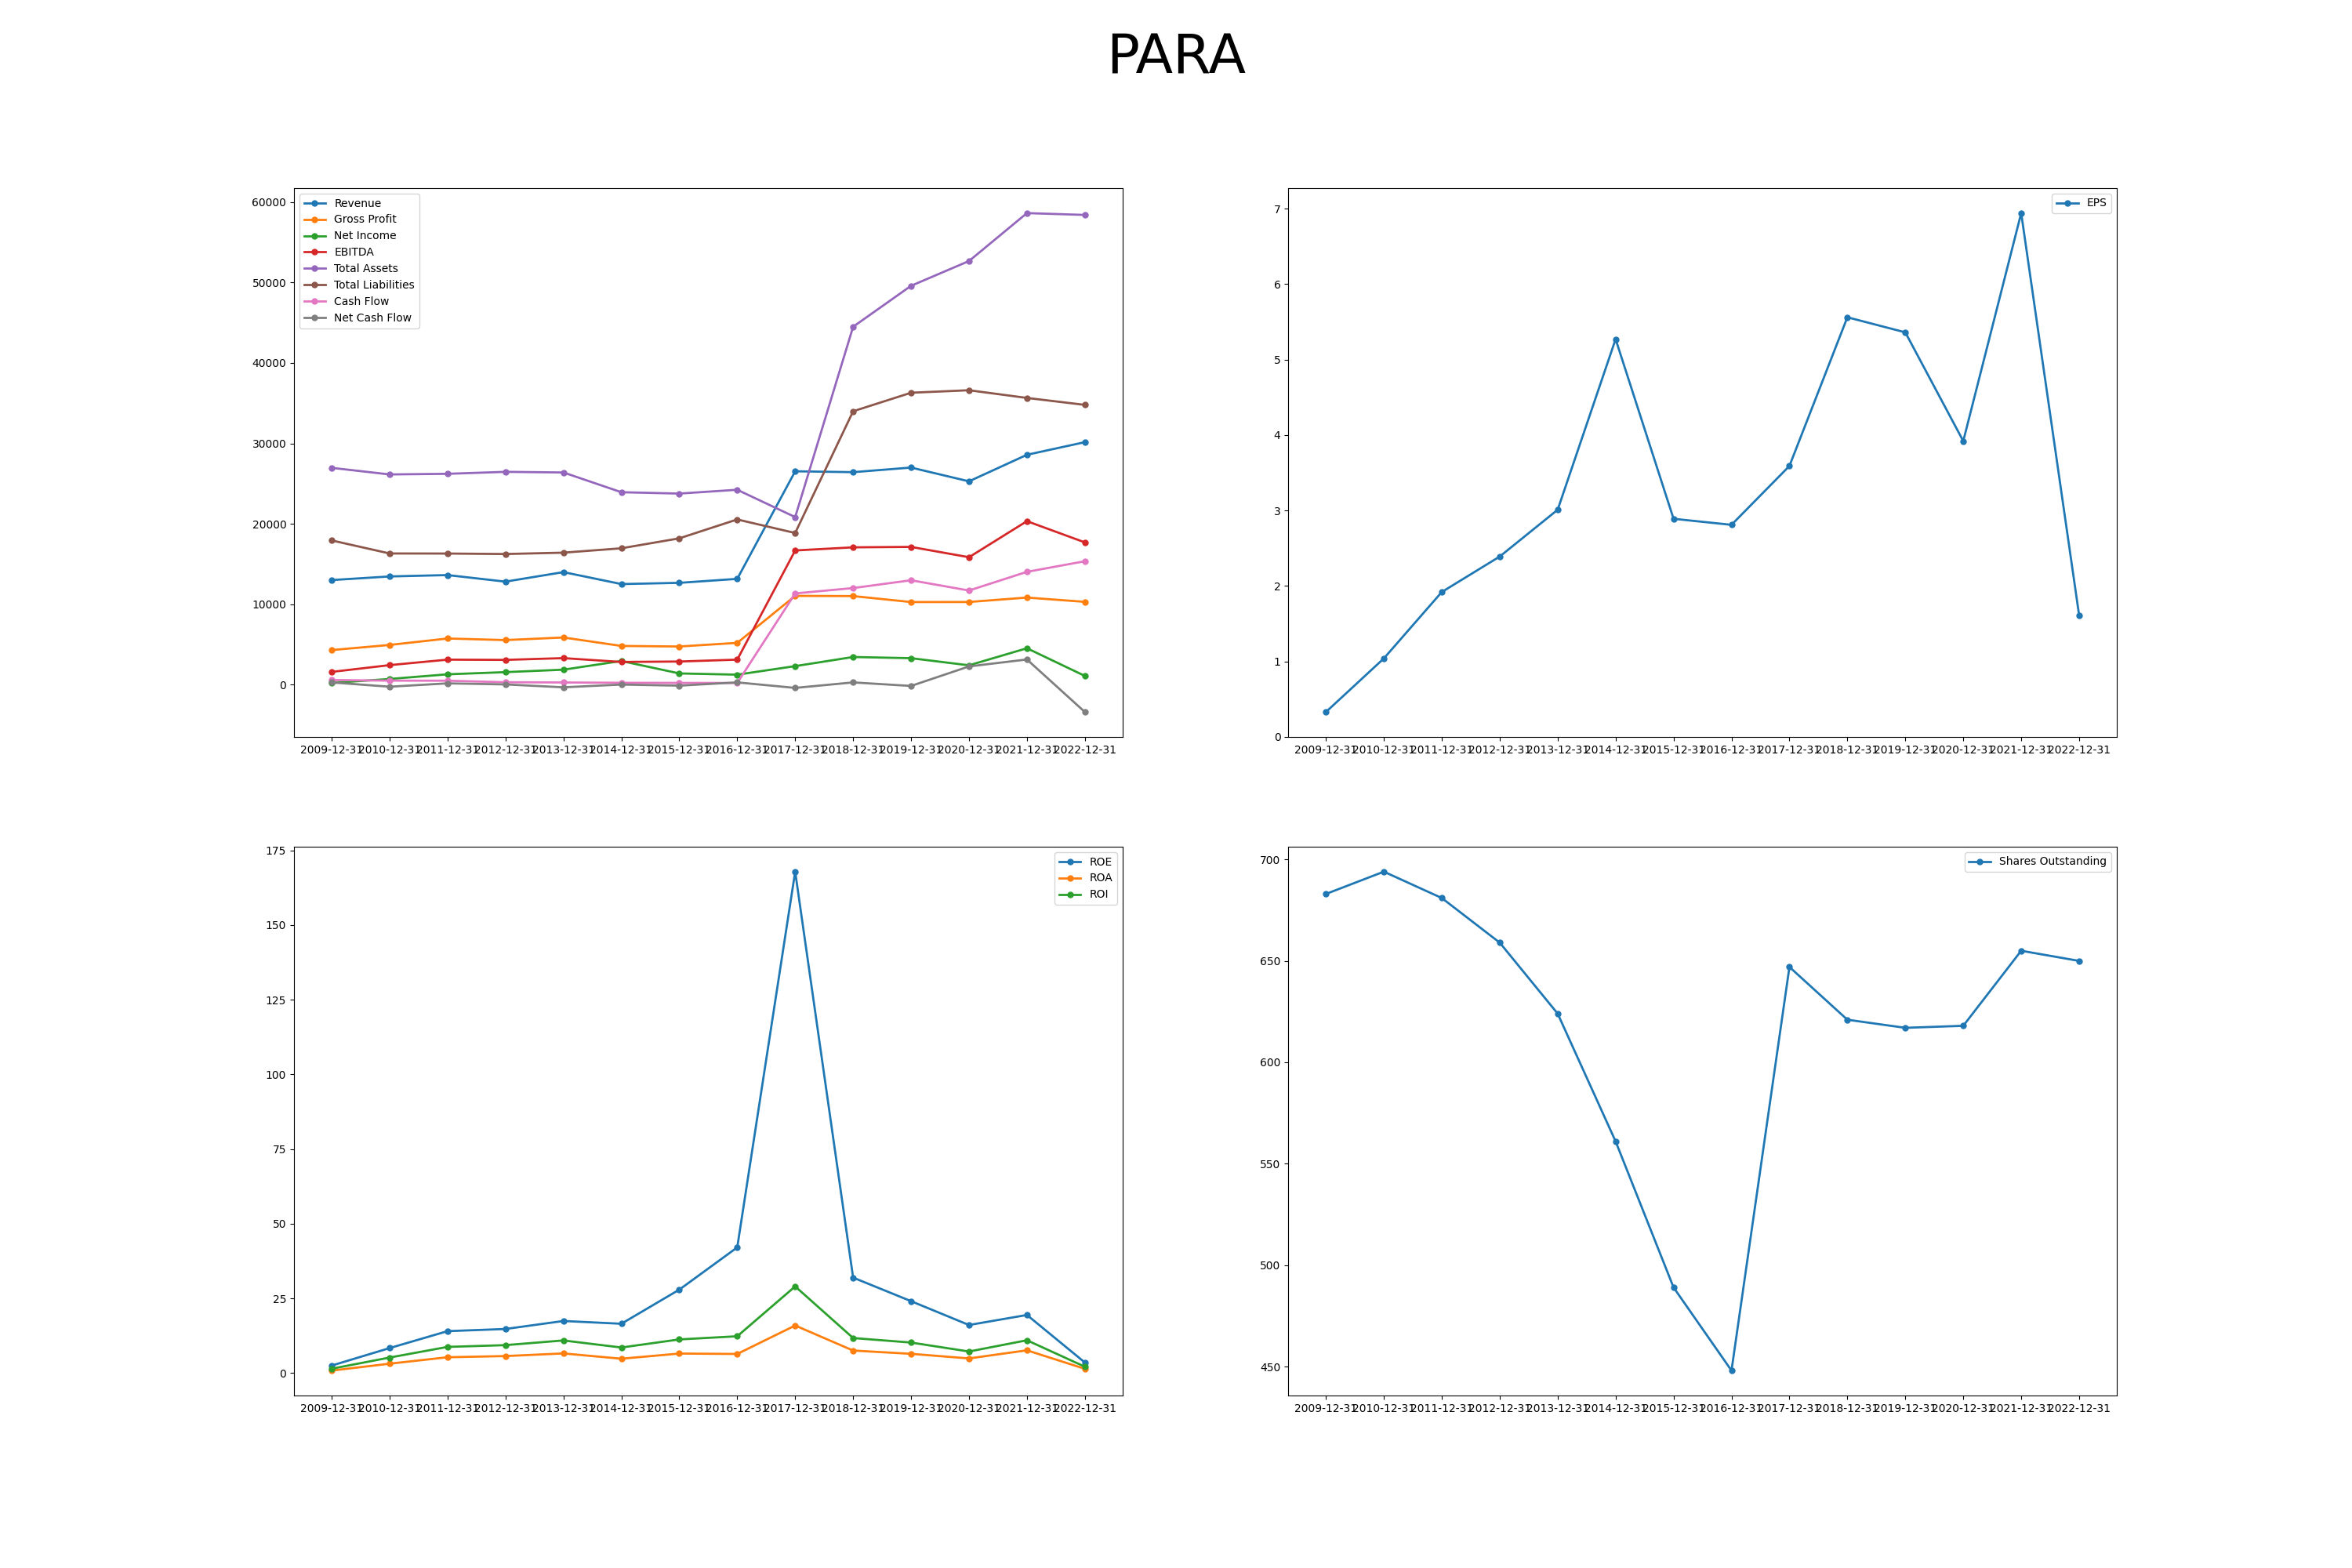 PARA
60000
50000
40000
30000
20000
10000
0
Revenue
Gross Profit
Net Income
EBITDA
Total Assets
Total Liabilities
Cash Flow
Net Cash Flow
2009-12-31 2010-12-31 2011-12-31 2012-12-31 2013-12-31 2014-12-31 2015-12-31 2016-12-31 2017-12-31 2018-12-31 2019-12-31 2020-12-31 2021-12-31 2022-12-31
7
6
5
4
3
2
1
0
EPS
2009-12-31 2010-12-31 2011-12-31 2012-12-31 2013-12-31 2014-12-31 2015-12-31 2016-12-31 2017-12-31 2018-12-31 2019-12-31 2020-12-31 2021-12-31 2022-12-31
175
150
125
100
75
50
25
0
ROE
ROA
ROI
2009-12-31 2010-12-31 2011-12-31 2012-12-31 2013-12-31 2014-12-31 2015-12-31 2016-12-31 2017-12-31 2018-12-31 2019-12-31 2020-12-31 2021-12-31 2022-12-31
700
650
600
550
500
450
Shares Outstanding
2009-12-31 2010-12-31 2011-12-31 2012-12-31 2013-12-31 2014-12-31 2015-12-31 2016-12-31 2017-12-31 2018-12-31 2019-12-31 2020-12-31 2021-12-31 2022-12-31